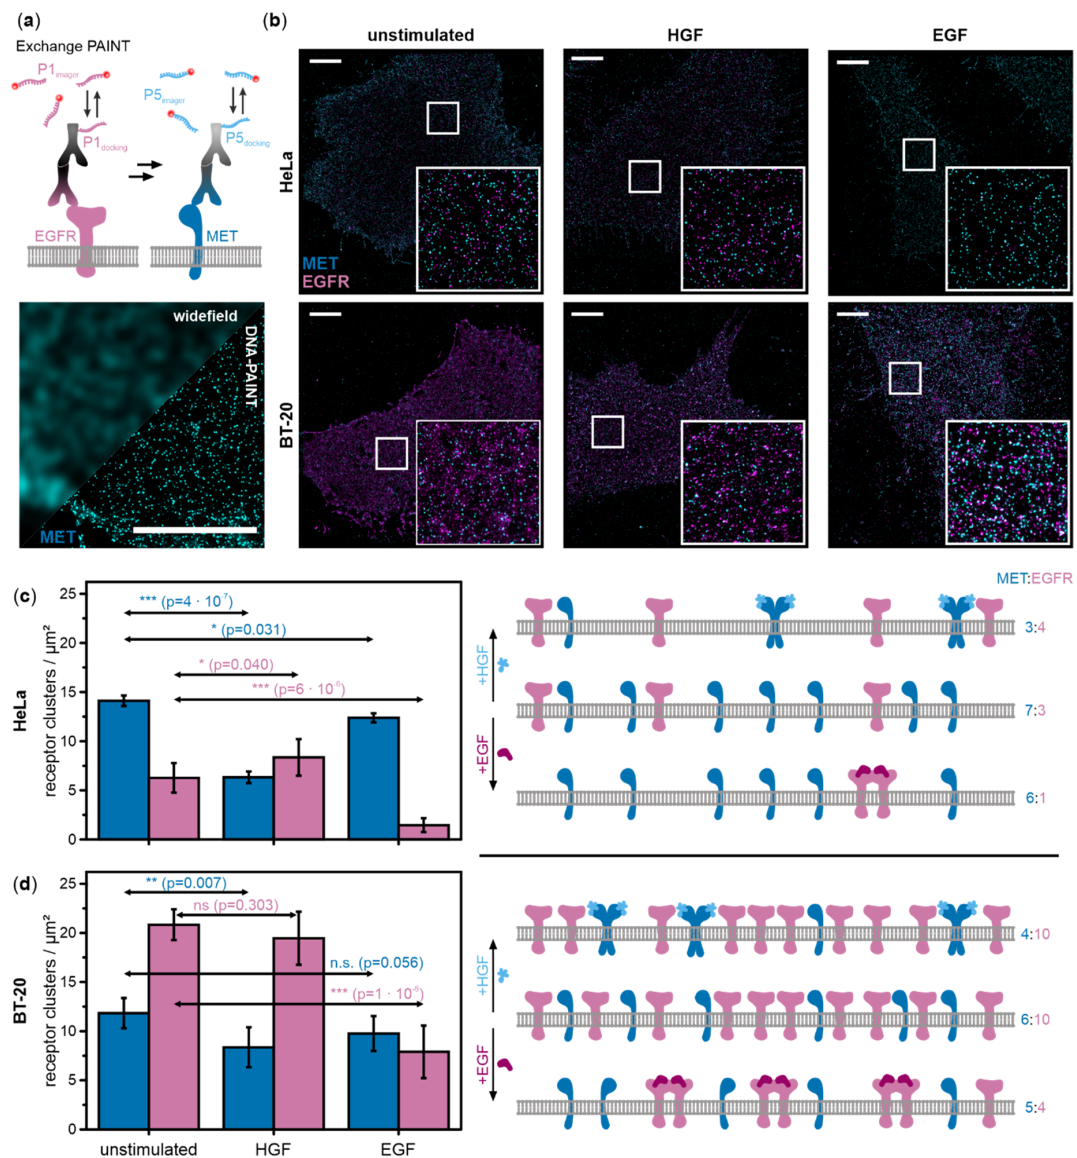 (a)
Exchange PAINT
P1imager
P5imager
P1docking
P5docking
EGFR
MET
widefield
DNA-PAINT
MET
(b)
unstimulated
HGF
EGF
HeLa
MET
EGFR
BT-20
(c)
HeLa
receptor clusters / µm²
25
20
15
10
5
0
*** (p=4 · 10⁻⁷)
* (p=0.031)
* (p=0.040)
*** (p=6 · 10⁻⁶)
MET:EGFR
+HGF
+EGF
3:4
7:3
6:1
(d)
BT-20
receptor clusters / µm²
25
20
15
10
5
0
** (p=0.007)
ns (p=0.303)
n.s. (p=0.056)
*** (p=1 · 10⁻⁵)
unstimulated
HGF
EGF
+HGF
+EGF
4:10
6:10
5:4